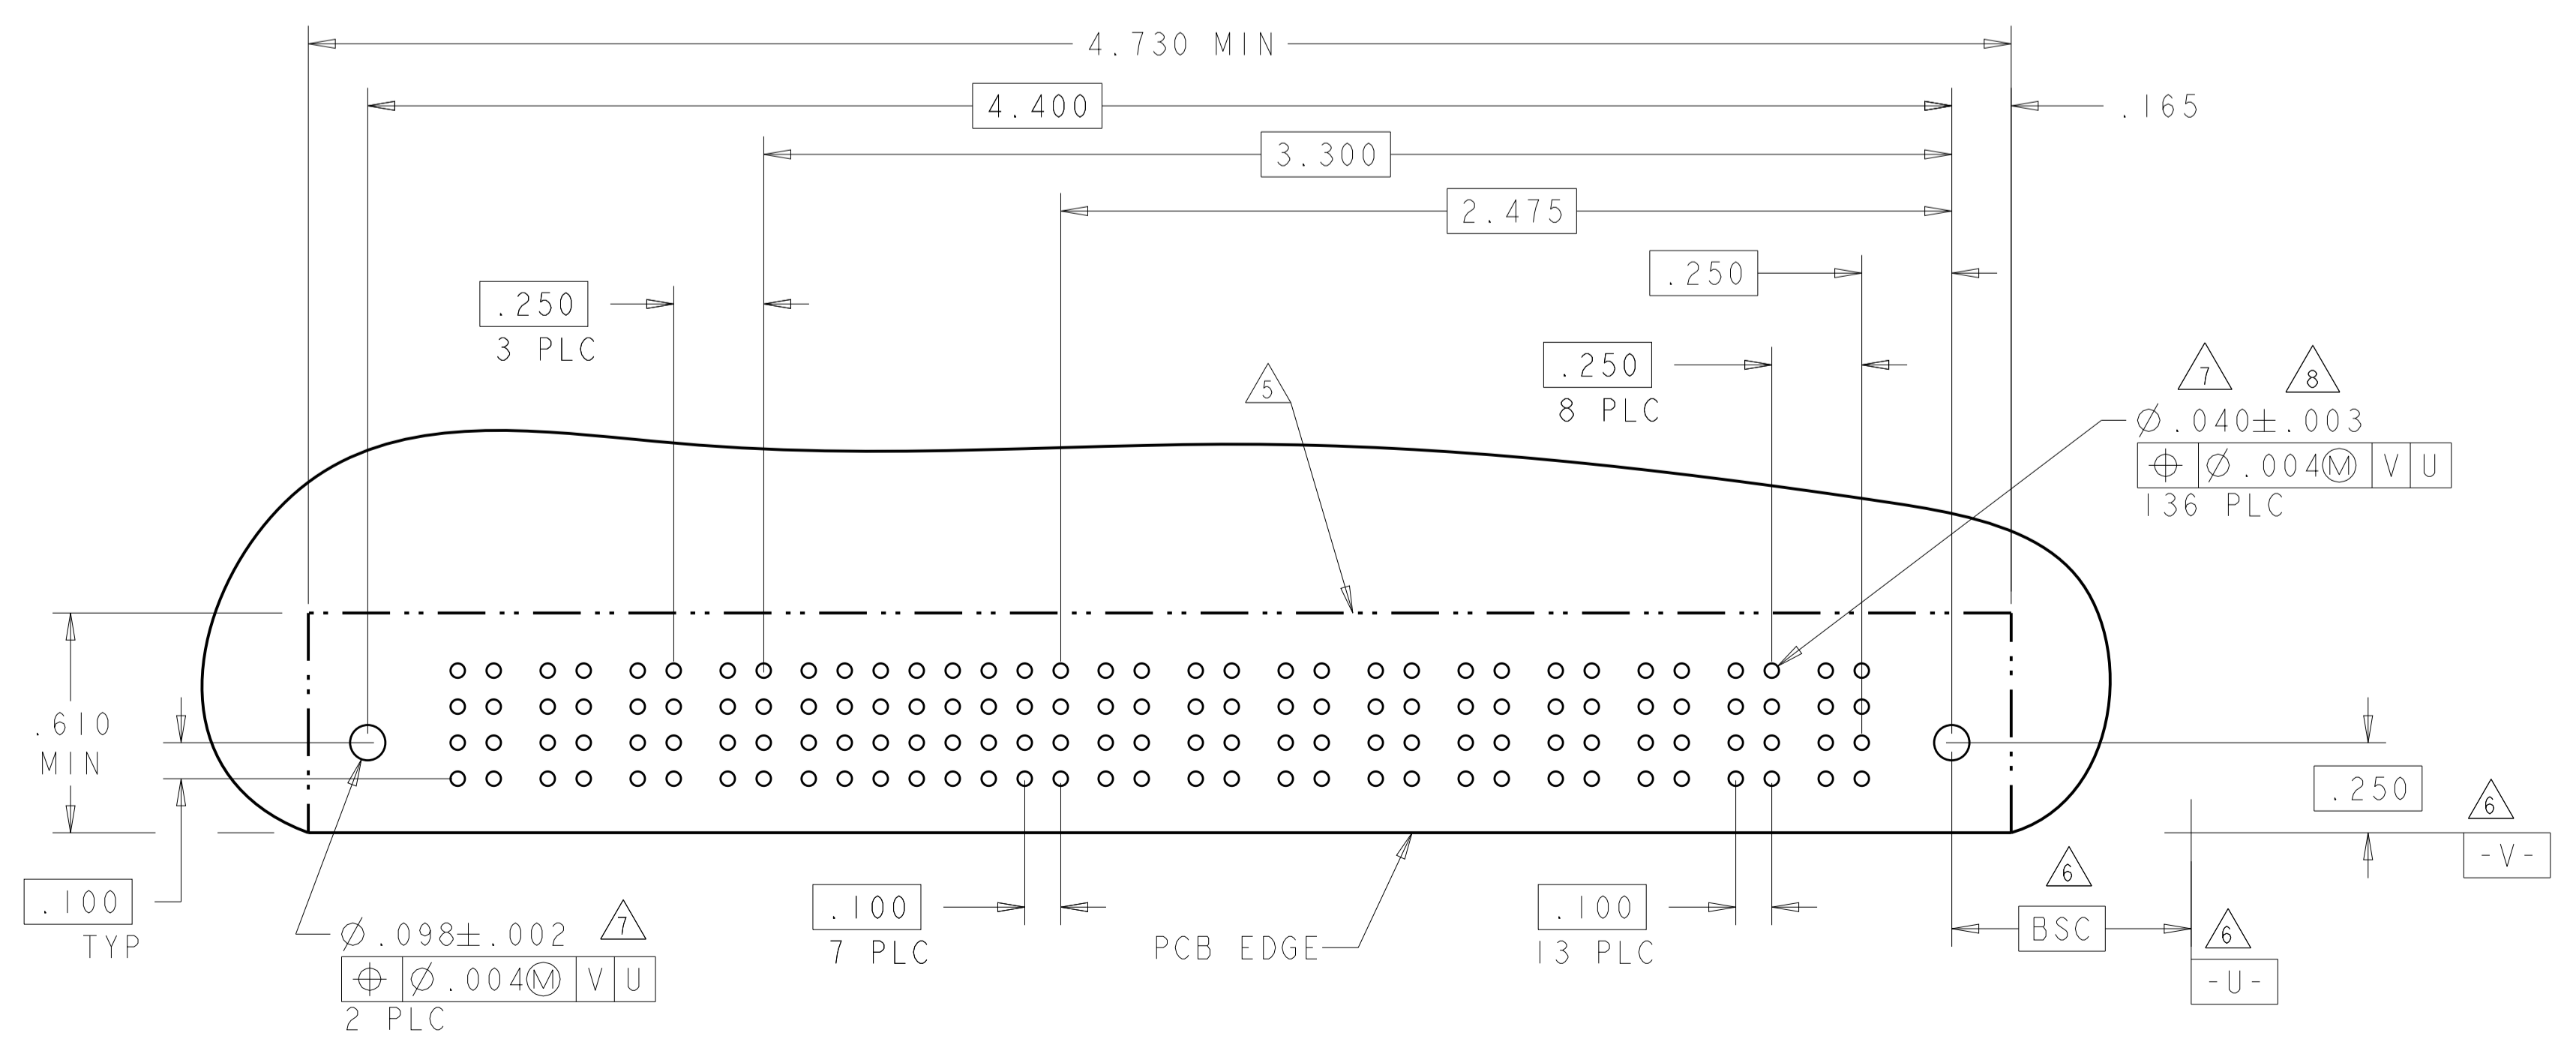 4.730 MIN
4.400
.165
3.300
2.475
.250
.250
3 PLC
.250
8 PLC
5
7
8
Ø.040±.003
⌖ Ø.004Ⓜ V U
136 PLC
.610
MIN
.250
6
-V-
.100
TYP
Ø.098±.002
7
⌖ Ø.004Ⓜ V U
2 PLC
.100
7 PLC
PCB EDGE
.100
13 PLC
6
BSC
6
-U-